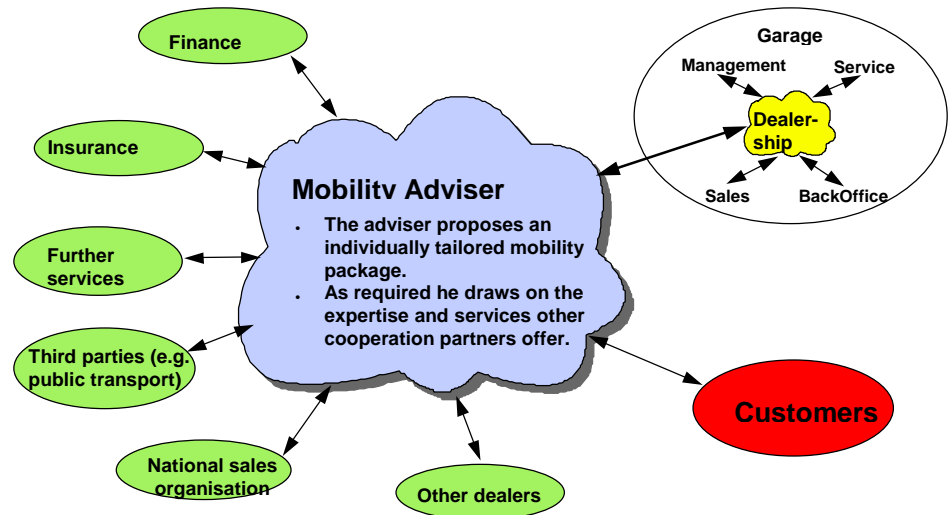 Finance
Garage
Management
Service
Dealer-
ship
Sales
BackOffice
Insurance
Mobility Adviser
. The adviser proposes an
individually tailored mobility
package.
. As required he draws on the
expertise and services other
cooperation partners offer.
Further
services
Third parties (e.g.
public transport)
Customers
National sales
organisation
Other dealers